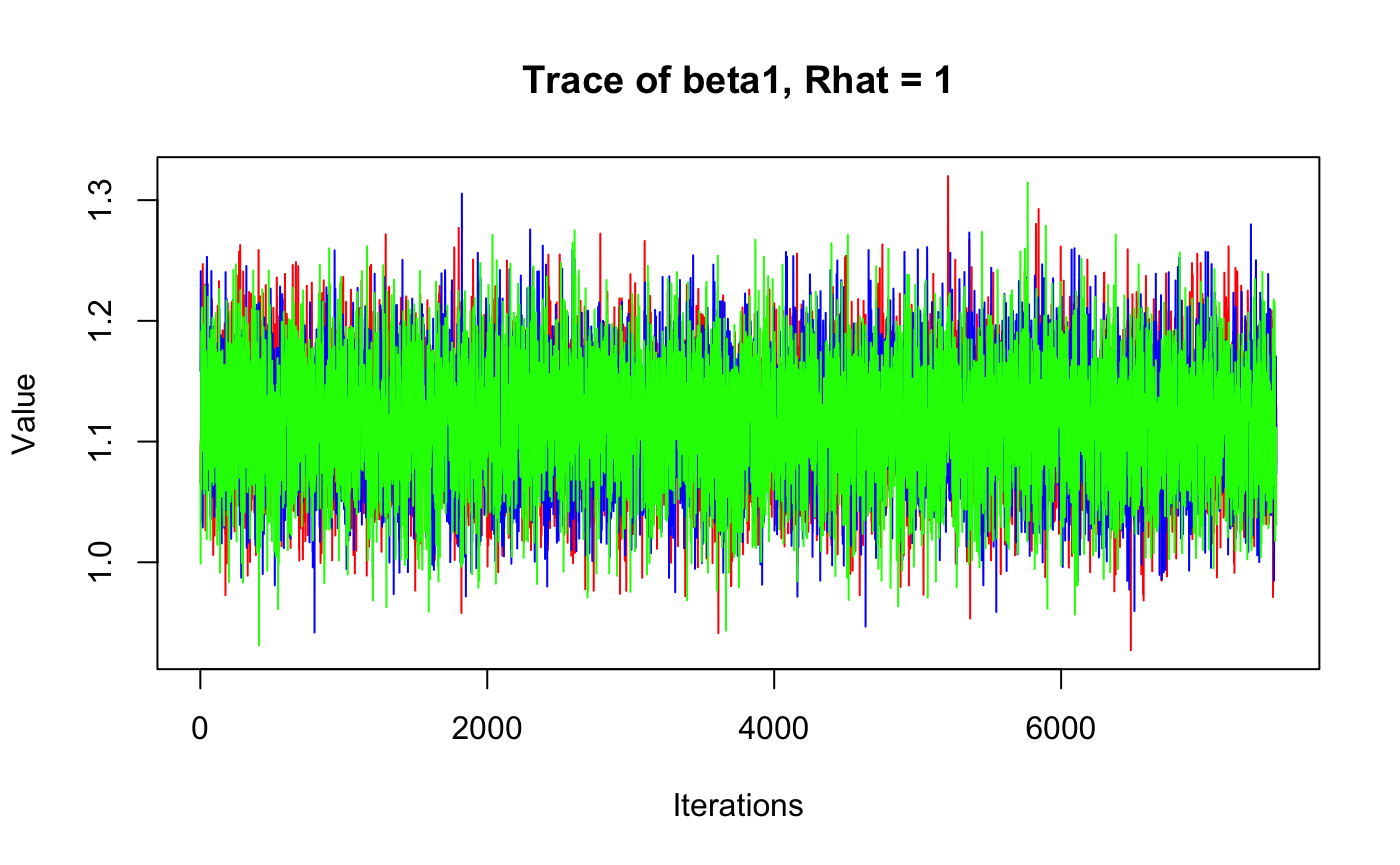 Trace of beta1, Rhat = 1
Value
1.3
1.2
1.1
1.0
0 2000 4000 6000
Iterations